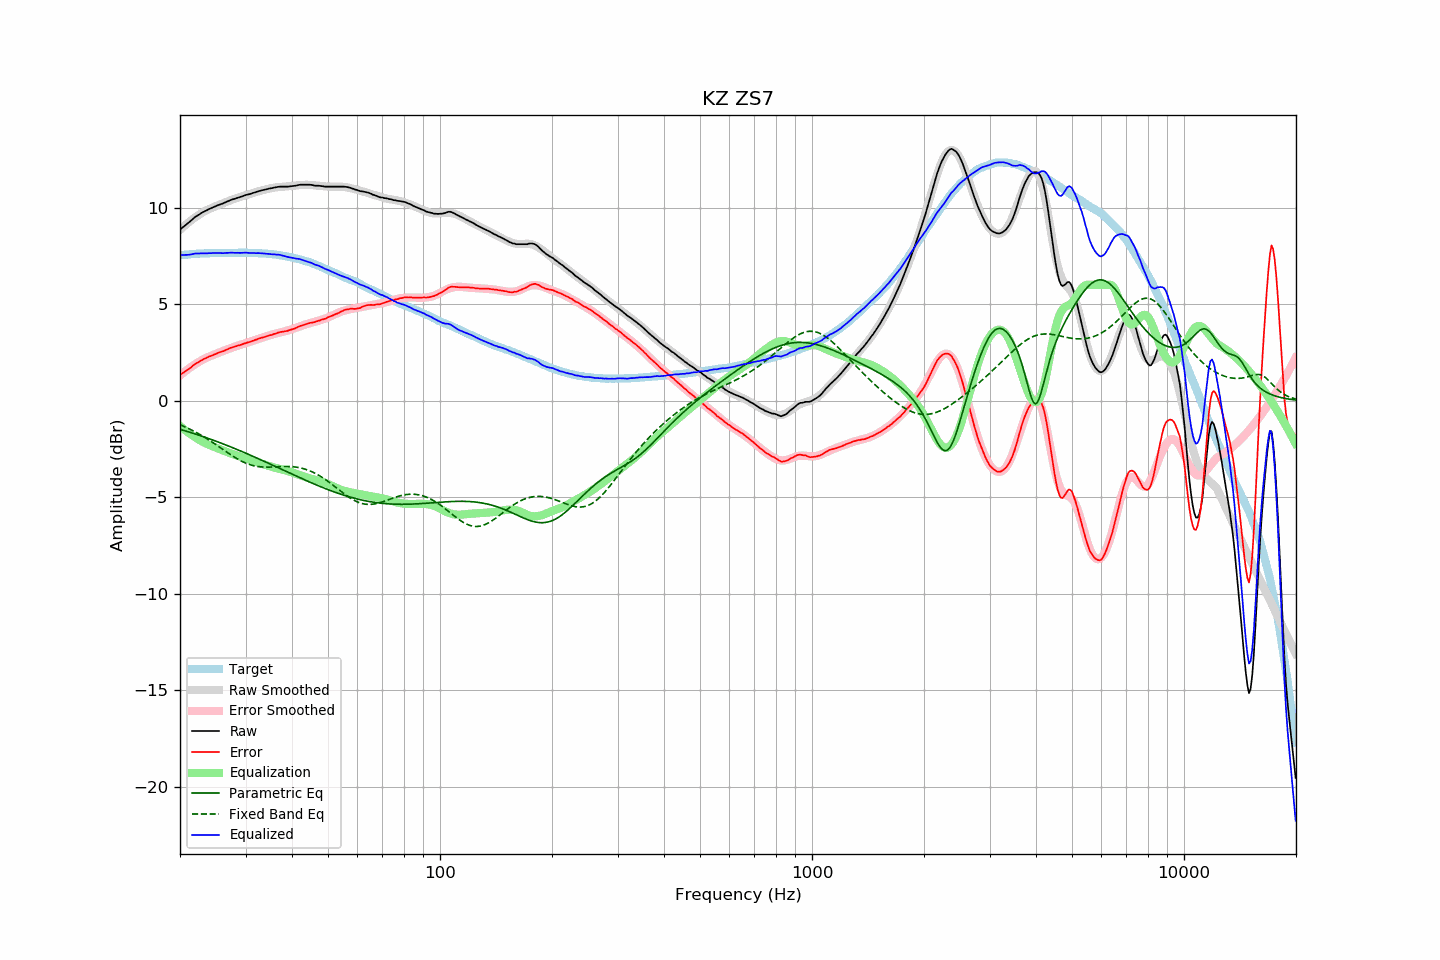 KZ ZS7
10
5
0
−5
−10
−15
−20
Amplitude (dBr)
Target
Raw Smoothed
Error Smoothed
Raw
Error
Equalization
Parametric Eq
Fixed Band Eq
Equalized
100
1000
10000
Frequency (Hz)